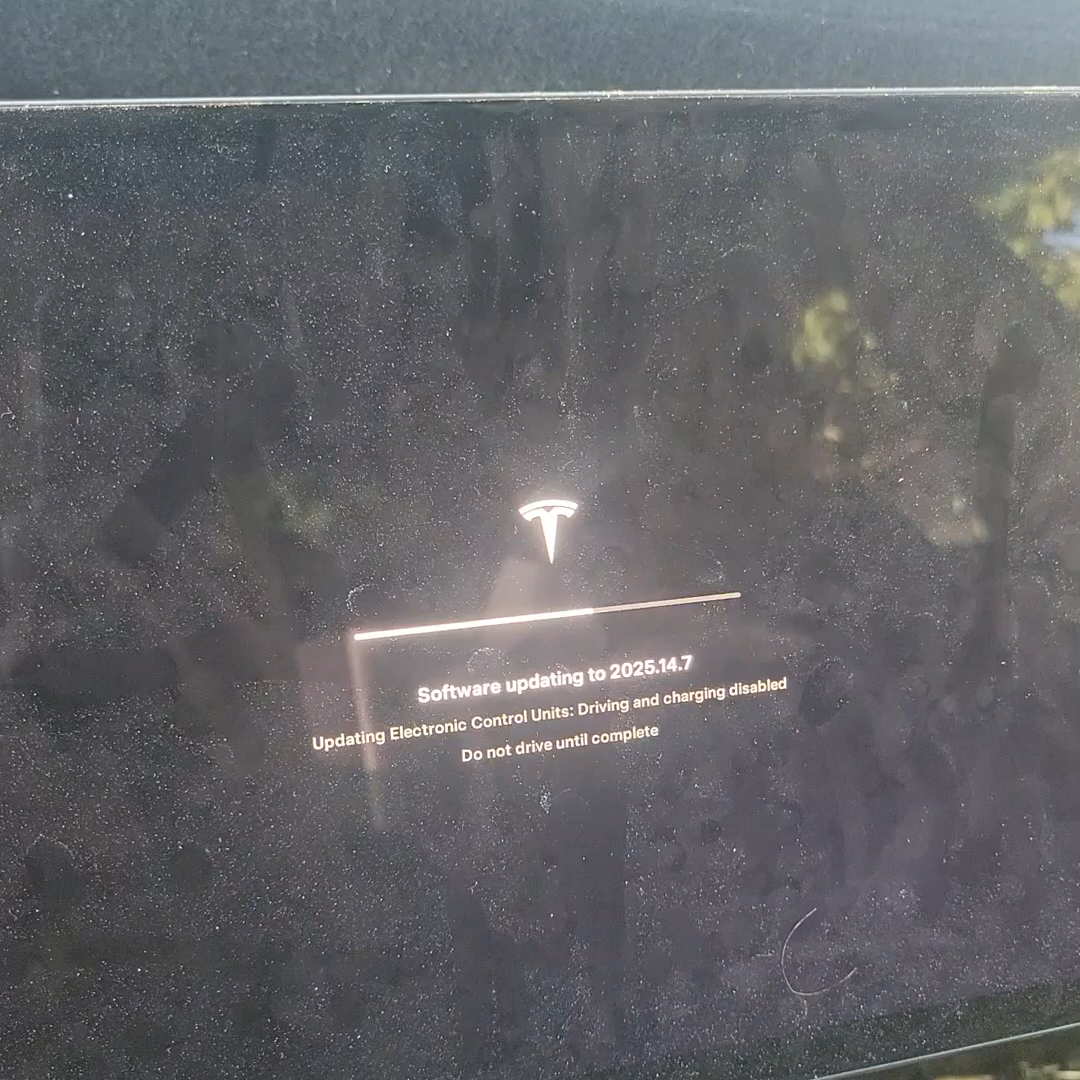 Software updating to 2025.14.7
Updating Electronic Control Units: Driving and charging disabled
Do not drive until complete